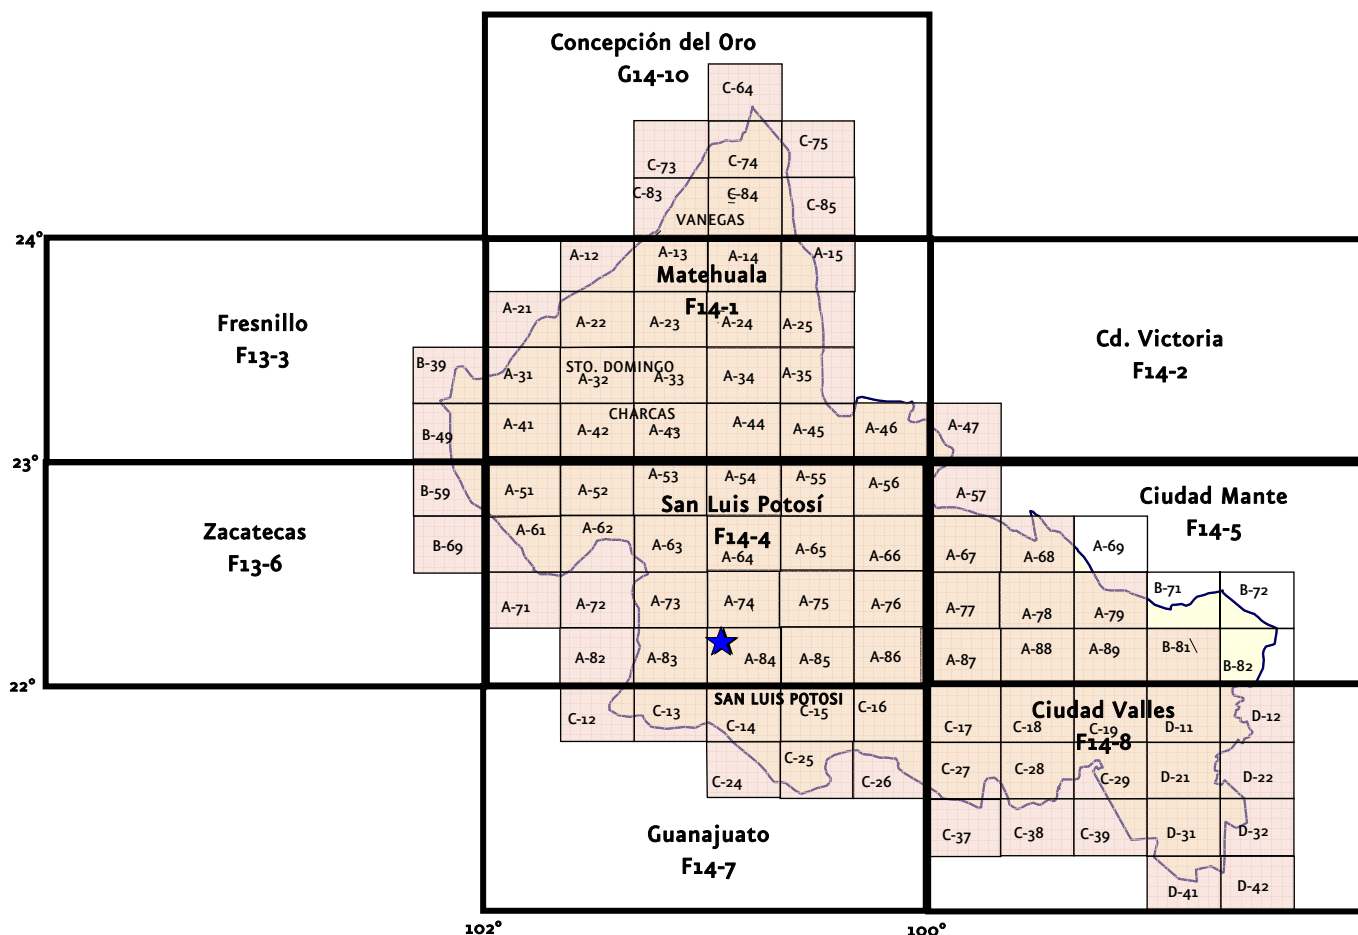 Concepción del Oro
G14-10
C-64
C-75
C-73
C-74
C-83
C-84
C-85
VANEGAS
24°
A-12
A-13
A-14
A-15
Matehuala
F14-1
A-21
A-22
A-23
A-24
A-25
Fresnillo
F13-3
Cd. Victoria
F14-2
B-39
A-31
STO. DOMINGO
A-32
A-33
A-34
A-35
CHARCAS
B-49
A-41
A-42
A-43
A-44
A-45
A-46
A-47
23°
B-59
A-51
A-52
A-53
A-54
A-55
A-56
A-57
San Luis Potosí
F14-4
Ciudad Mante
F14-5
Zacatecas
F13-6
B-69
A-61
A-62
A-63
A-64
A-65
A-66
A-67
A-68
A-69
A-71
A-72
A-73
A-74
A-75
A-76
A-77
A-78
A-79
B-71
B-72
A-82
A-83
A-84
A-85
A-86
A-87
A-88
A-89
B-81\
B-82
22°
SAN LUIS POTOSI
C-12
C-13
C-14
C-15
C-16
C-17
C-18
C-19
D-11
D-12
Ciudad Valles
F14-8
C-24
C-25
C-26
C-27
C-28
C-29
D-21
D-22
Guanajuato
F14-7
C-37
C-38
C-39
D-31
D-32
D-41
D-42
102°
100°